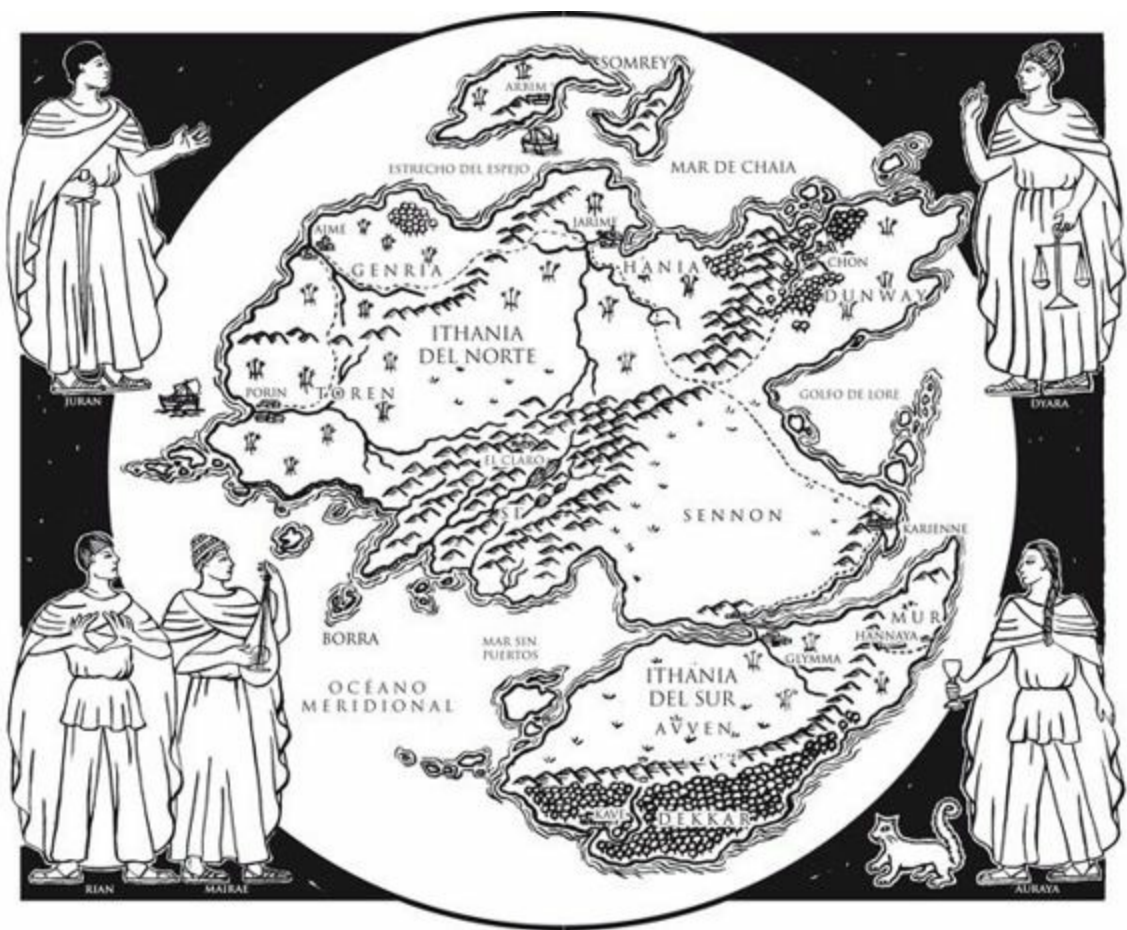 SOMREY
ARBIM
ESTRECHO DEL ESPEJO
MAR DE CHAIA
AIME
JARIME
GENRIA
HANIA
CHON
DUNWAY
ITHANIA
DEL NORTE
PORIN
TOREN
GOLFO DE LORE
JURAN
DYARA
EL CLARO
SI
SENNON
KARIENNE
BORRA
MAR SIN
PUERTOS
MUR
HANNAYA
GLYMMA
ITHANIA
DEL SUR
OCÉANO
MERIDIONAL
AVVEN
KAVE
DEKKAR
RIAN
MAIRAE
AURAYA